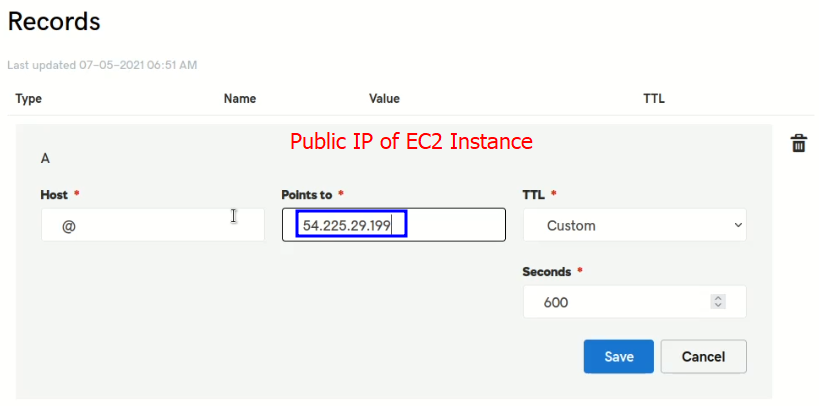 Records
Last updated 07-05-2021 06:51 AM
Type Name Value TTL
Public IP of EC2 Instance
A
Host * Points to * TTL *
@ 54.225.29.199 Custom
Seconds *
600
Save Cancel